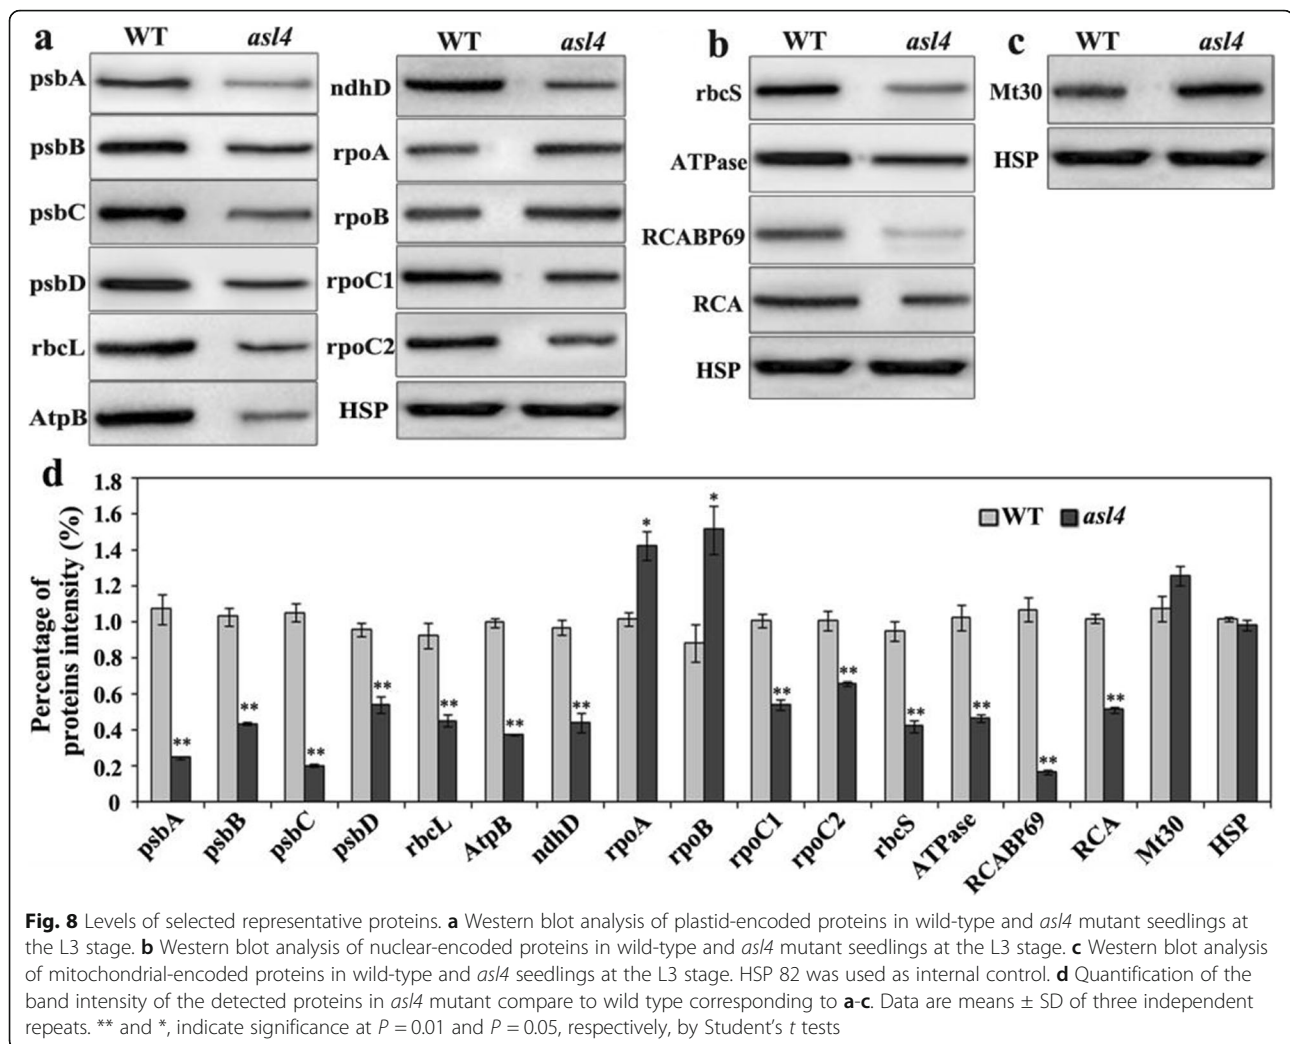 a
WT asl4
psbA
psbB
psbC
psbD
rbcL
AtpB
WT asl4
ndhD
rpoA
rpoB
rpoC1
rpoC2
HSP
b
WT asl4
rbcS
ATPase
RCABP69
RCA
HSP
c
WT asl4
Mt30
HSP
d
Percentage of
proteins intensity (%)
1.8
1.6
1.4
1.2
1.0
0.8
0.6
0.4
0.2
0
WT asl4
** ** ** ** ** ** ** * * ** ** ** ** ** **
psbA psbB psbC psbD rbcL AtpB ndhD rpoA rpoB rpoC1 rpoC2 rbcS ATPase RCABP69 RCA Mt30 HSP
Fig. 8 Levels of selected representative proteins. a Western blot analysis of plastid-encoded proteins in wild-type and asl4 mutant seedlings at
the L3 stage. b Western blot analysis of nuclear-encoded proteins in wild-type and asl4 mutant seedlings at the L3 stage. c Western blot analysis
of mitochondrial-encoded proteins in wild-type and asl4 seedlings at the L3 stage. HSP 82 was used as internal control. d Quantification of the
band intensity of the detected proteins in asl4 mutant compare to wild type corresponding to a-c. Data are means ± SD of three independent
repeats. ** and *, indicate significance at P = 0.01 and P = 0.05, respectively, by Student's t tests